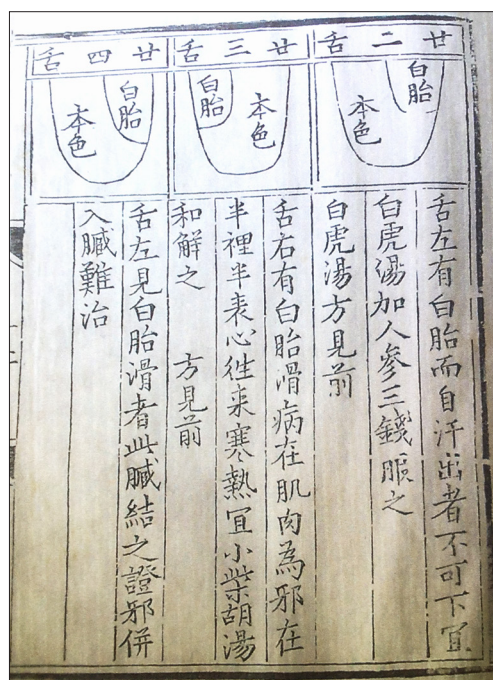 廿二舌
白胎
本色
舌左有白胎而自汗出者不可下宜
白虎湯加人參三錢服之
白虎湯方見前
廿三舌
本色
白胎
舌右有白胎滑病在肌肉為邪在
半裡半表心徃来寒熱宜小柴胡湯
和解之 方見前
廿四舌
白胎
本色
舌左見白胎滑者此臓結之證邪併
入臓難治